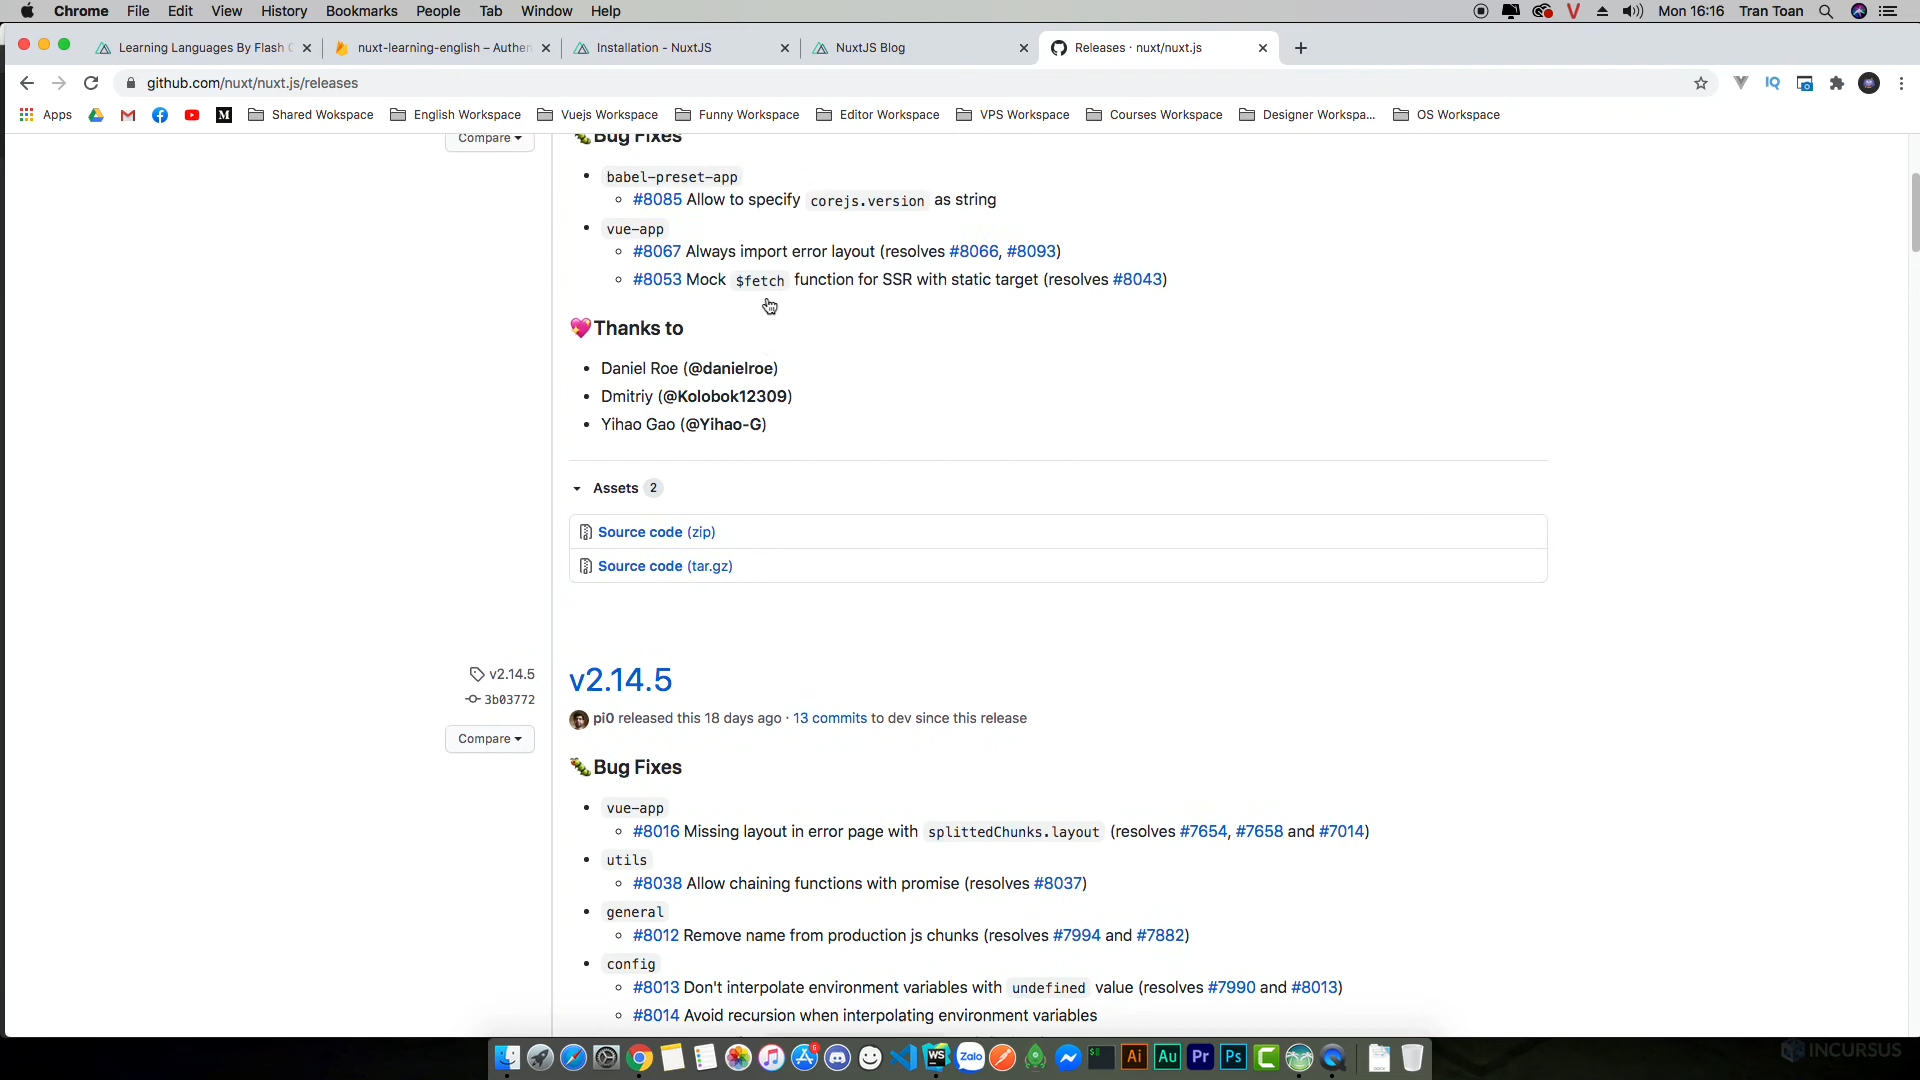 Chrome File Edit View History Bookmarks People Tab Window Help Mon 16:16 Tran Toan
Learning Languages By Flash C nuxt-learning-english – Authen Installation - NuxtJS NuxtJS Blog Releases · nuxt/nuxt.js
github.com/nuxt/nuxt.js/releases
Apps Shared Wokspace English Workspace Vuejs Workspace Funny Workspace Editor Workspace VPS Workspace Courses Workspace Designer Workspa... OS Workspace
Compare
Bug Fixes
babel-preset-app
#8085 Allow to specify corejs.version as string
vue-app
#8067 Always import error layout (resolves #8066, #8093)
#8053 Mock $fetch function for SSR with static target (resolves #8043)
Thanks to
Daniel Roe (@danielroe)
Dmitriy (@Kolobok12309)
Yihao Gao (@Yihao-G)
Assets 2
Source code (zip)
Source code (tar.gz)
v2.14.5
3b03772
Compare
v2.14.5
pi0 released this 18 days ago · 13 commits to dev since this release
Bug Fixes
vue-app
#8016 Missing layout in error page with splittedChunks.layout (resolves #7654, #7658 and #7014)
utils
#8038 Allow chaining functions with promise (resolves #8037)
general
#8012 Remove name from production js chunks (resolves #7994 and #7882)
config
#8013 Don't interpolate environment variables with undefined value (resolves #7990 and #8013)
#8014 Avoid recursion when interpolating environment variables
WS Zalo Ai Au Pr Ps
INCURSUS